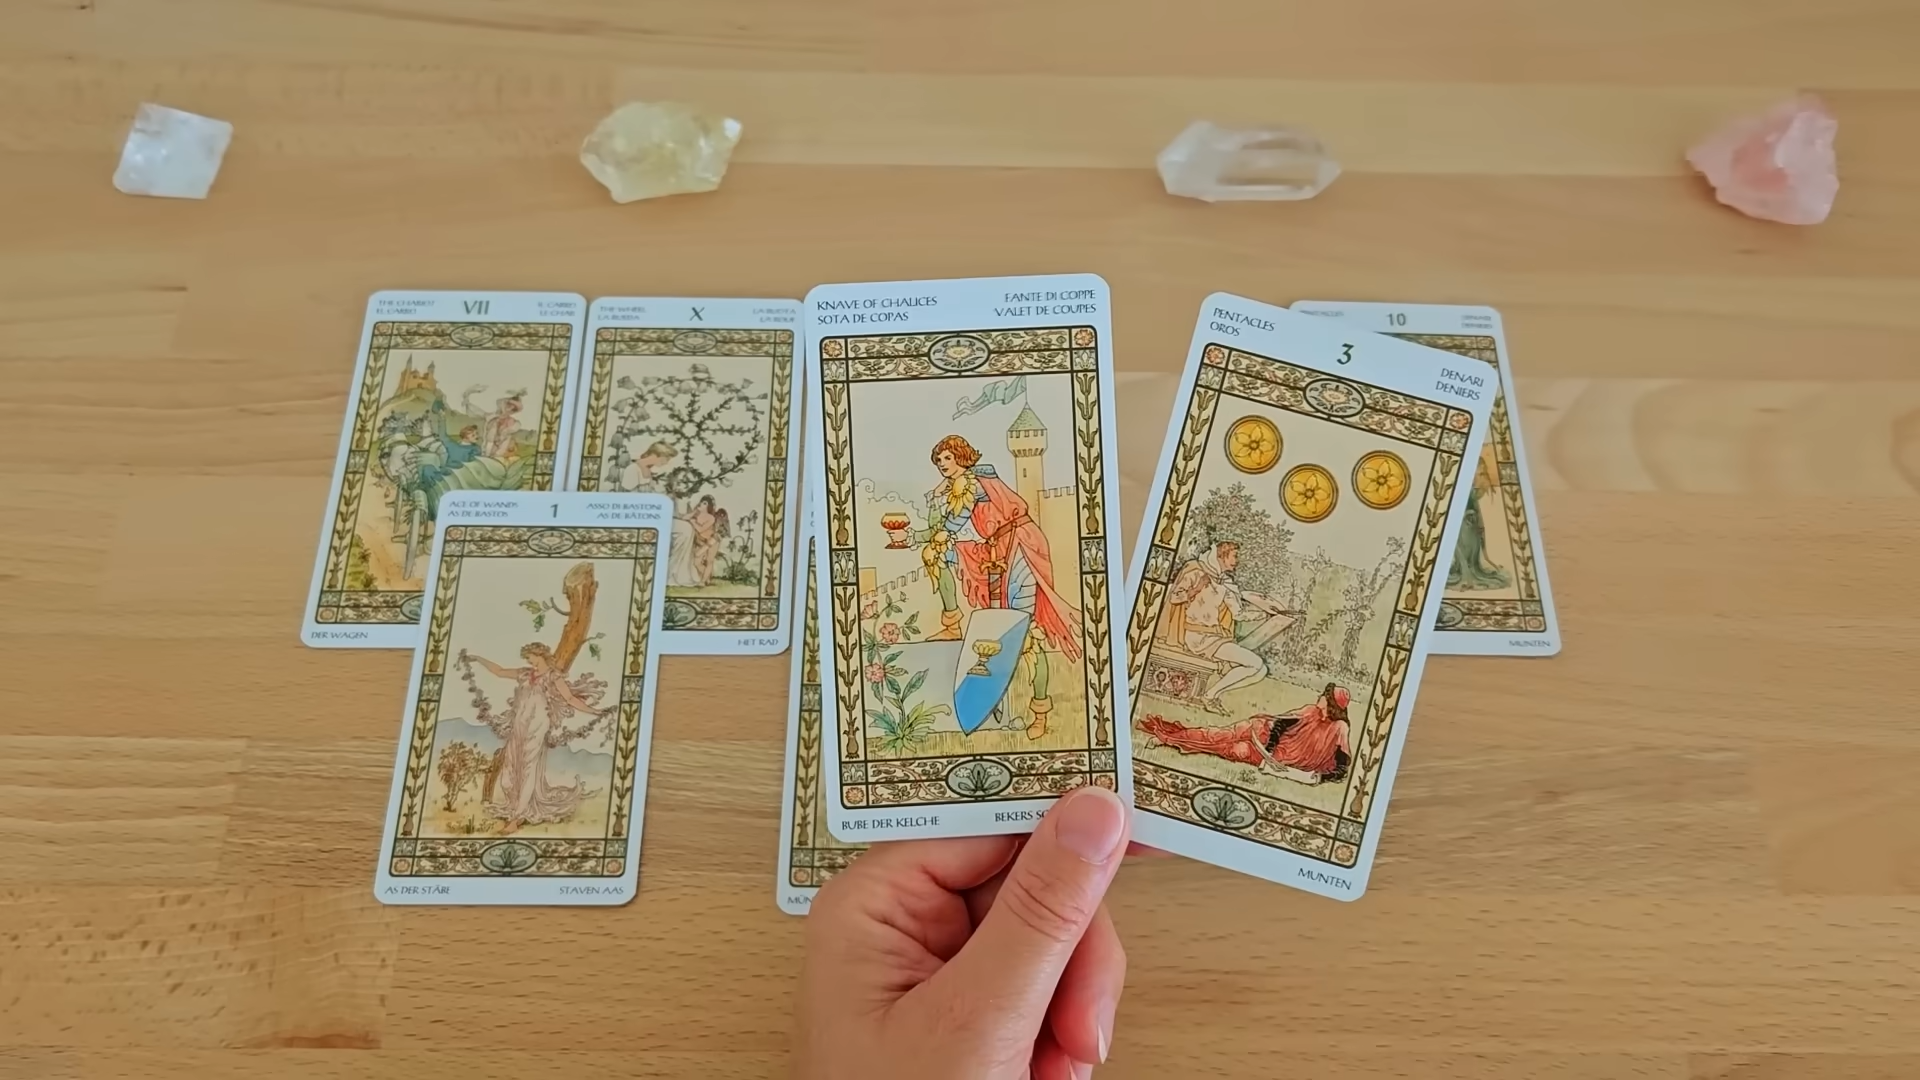 THE CHARIOT
EL CARRO
VII
IL CARRO
LE CHAR
DER WAGEN
THE WHEEL
LA RUEDA
X
LA RUOTA
LA ROUE
HET RAD
ACE OF WANDS
AS DE BASTOS
1
ASSO DI BASTONI
AS DE BÂTONS
AS DER STÄBE
STAVEN AAS
KNAVE OF CHALICES
SOTA DE COPAS
FANTE DI COPPE
VALET DE COUPES
BUBE DER KELCHE
BEKERS
PENTACLES
OROS
3
DENARI
DENIERS
MUNTEN
10
DENARI
DENIERS
MUNTEN